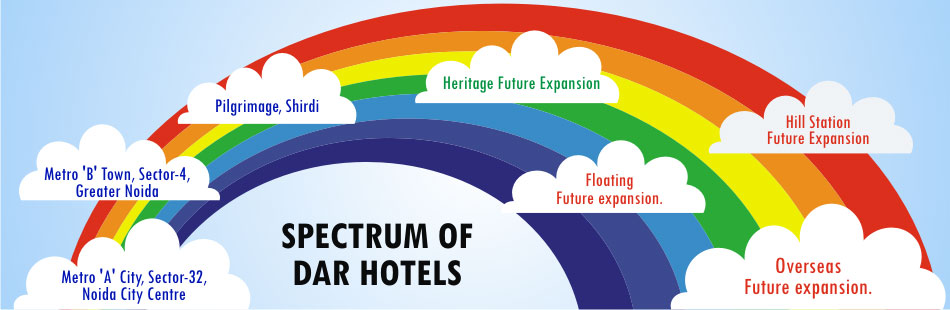 Heritage Future Expansion
Pilgrimage, Shirdi
Hill Station
Future Expansion
Metro 'B' Town, Sector-4,
Greater Noida
Floating
Future expansion.
SPECTRUM OF
DAR HOTELS
Metro 'A' City, Sector-32,
Noida City Centre
Overseas
Future expansion.